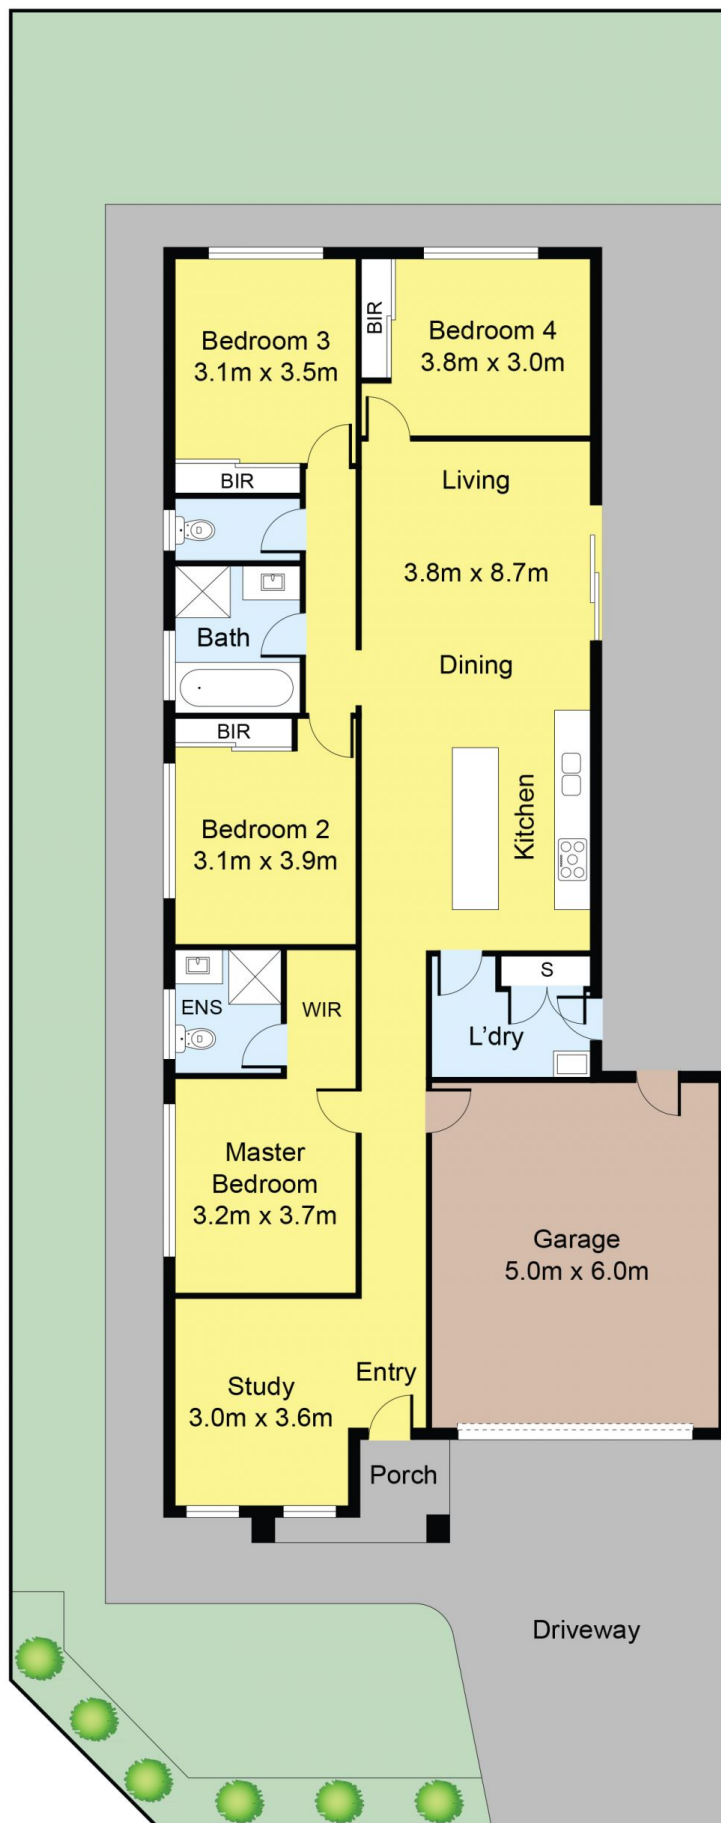 Bedroom 3
3.1m x 3.5m
BIR
BIR
Bedroom 4
3.8m x 3.0m
Living
3.8m x 8.7m
Dining
Bath
BIR
Bedroom 2
3.1m x 3.9m
Kitchen
ENS
WIR
S
L'dry
Master
Bedroom
3.2m x 3.7m
Garage
5.0m x 6.0m
Study
3.0m x 3.6m
Entry
Porch
Driveway